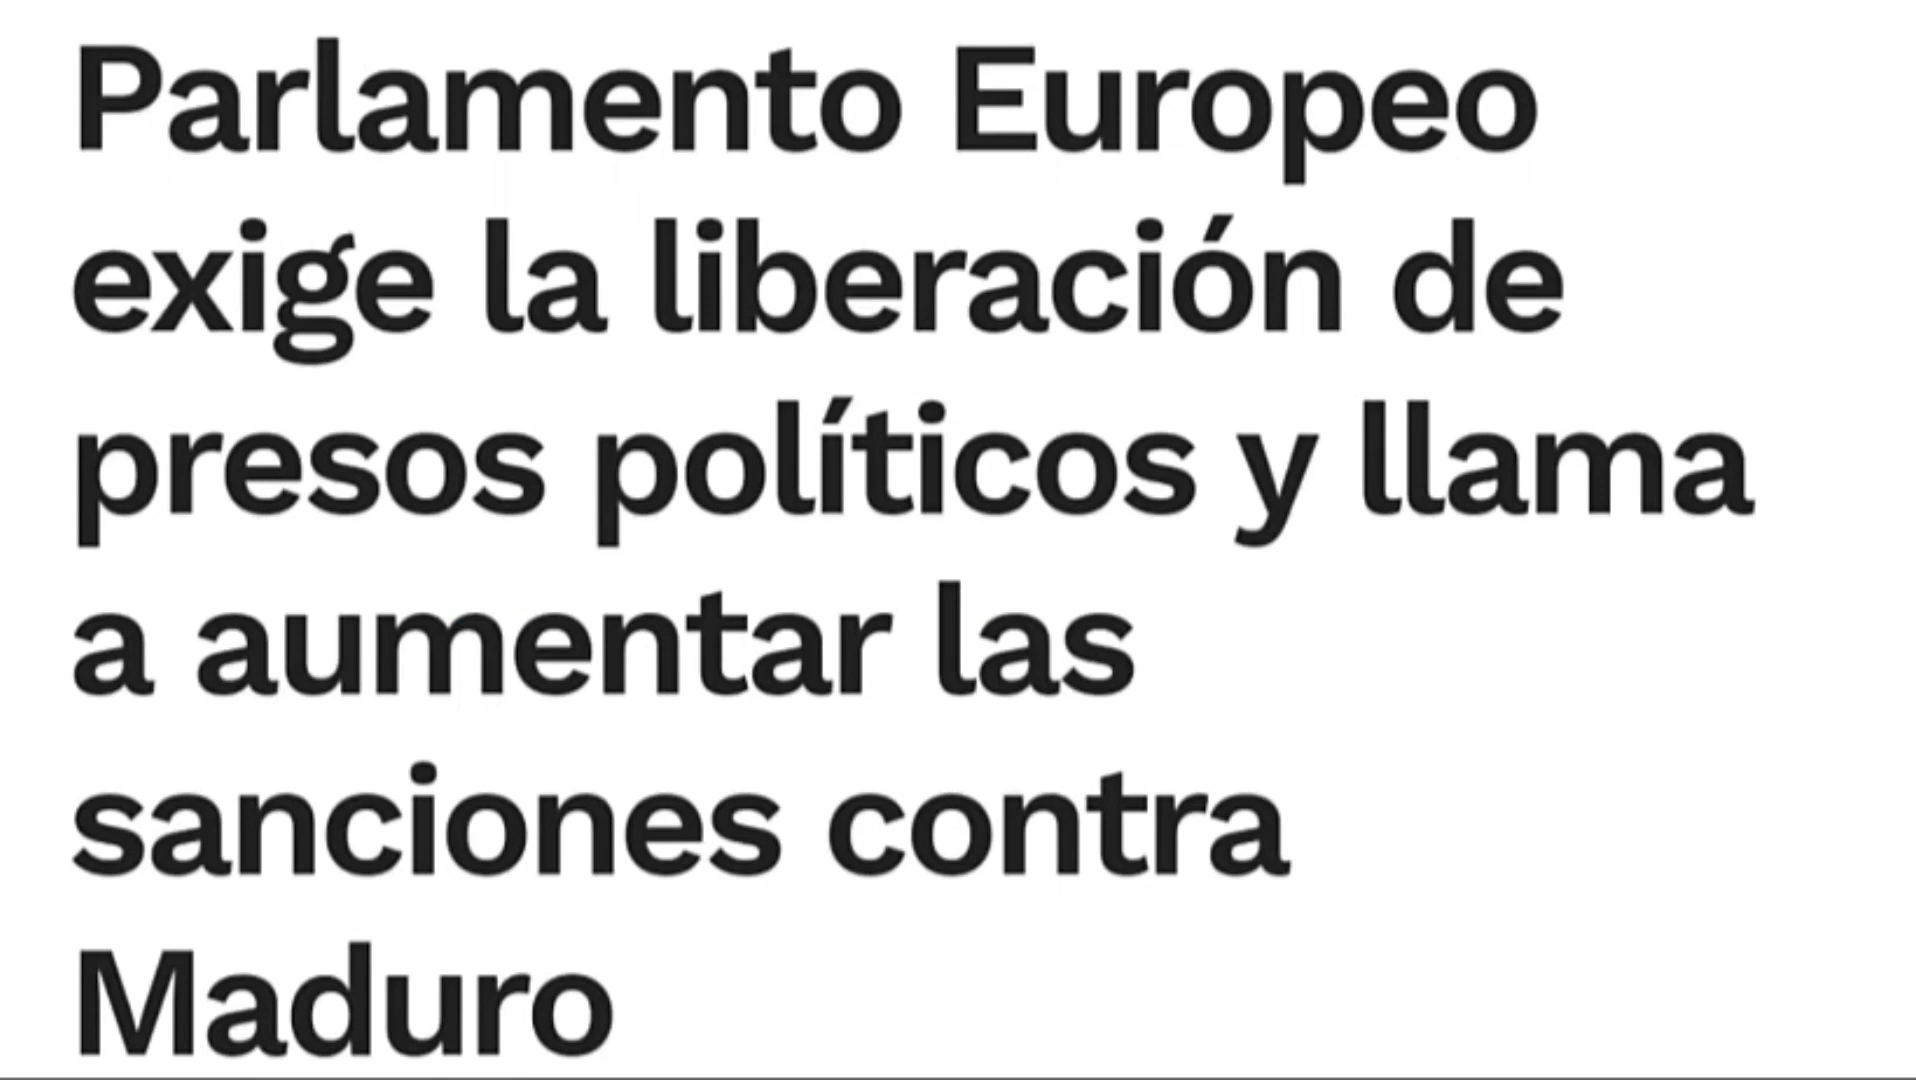 Parlamento Europeo
exige la liberación de
presos políticos y llama
a aumentar las
sanciones contra
Maduro